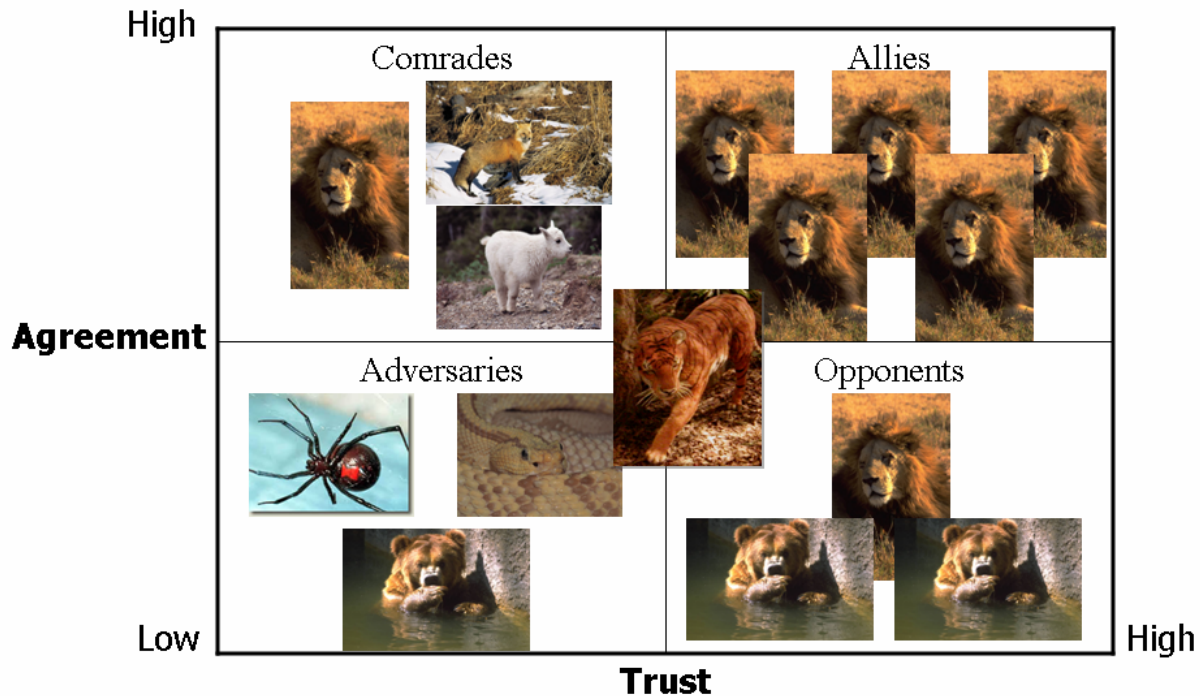 High
Comrades
Allies
Agreement
Adversaries
Opponents
Low
High
Trust